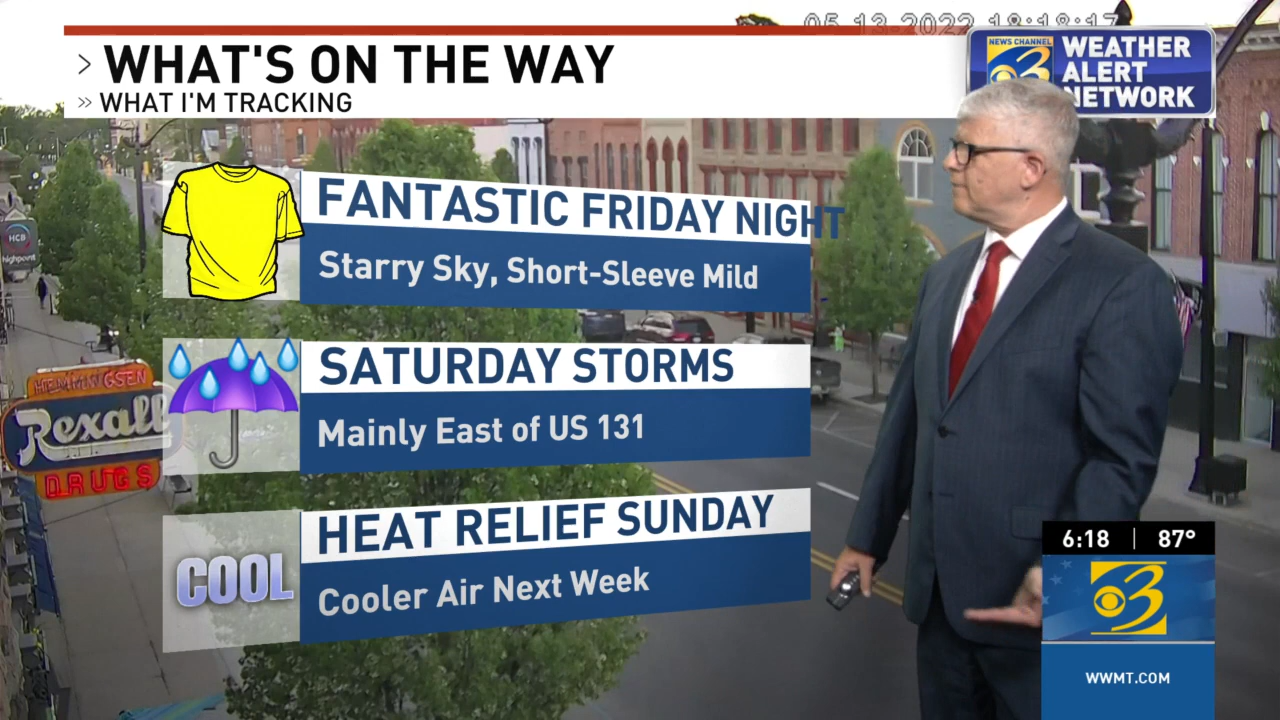 05-13-2022 18:18:17
> WHAT'S ON THE WAY
» WHAT I'M TRACKING
NEWS CHANNEL
3
WEATHER
ALERT
NETWORK
FANTASTIC FRIDAY NIGHT
Starry Sky, Short-Sleeve Mild
HCB
highpoint
SATURDAY STORMS
Mainly East of US 131
HEMMINGSEN
Rexall
DRUGS
HEAT RELIEF SUNDAY
Cooler Air Next Week
COOL
6:18 | 87°
3
WWMT.COM